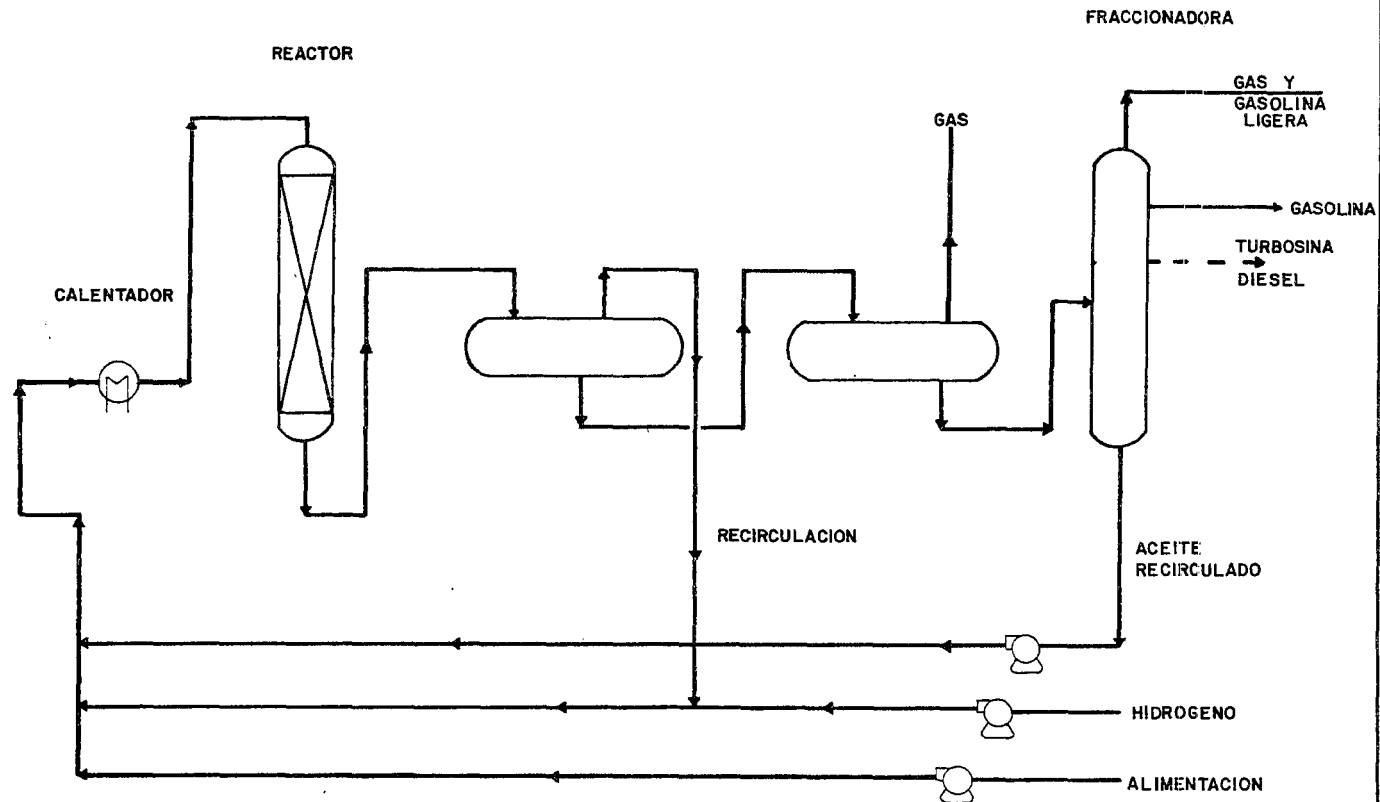 FRACCIONADORA
REACTOR
GAS Y
GASOLINA
LIGERA
GAS
GASOLINA
TURBOSINA
DIESEL
CALENTADOR
RECIRCULACION
ACEITE
RECIRCULADO
HIDROGENO
ALIMENTACION